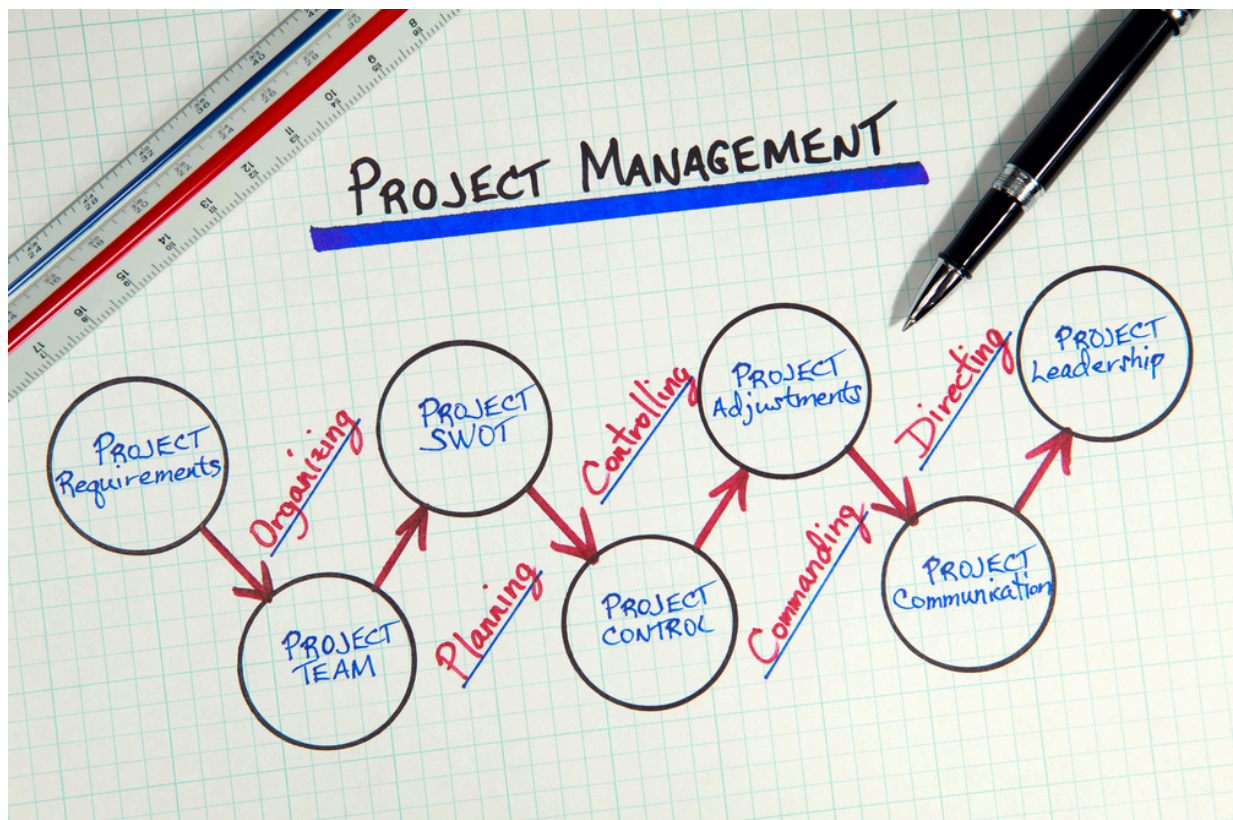 PROJECT MANAGEMENT
PROJECT
Requirements
Organizing
PROJECT
TEAM
PROJECT
SWOT
Planning
PROJECT
CONTROL
Controlling
PROJECT
Adjustments
Commanding
PROJECT
Communication
Directing
PROJECT
Leadership